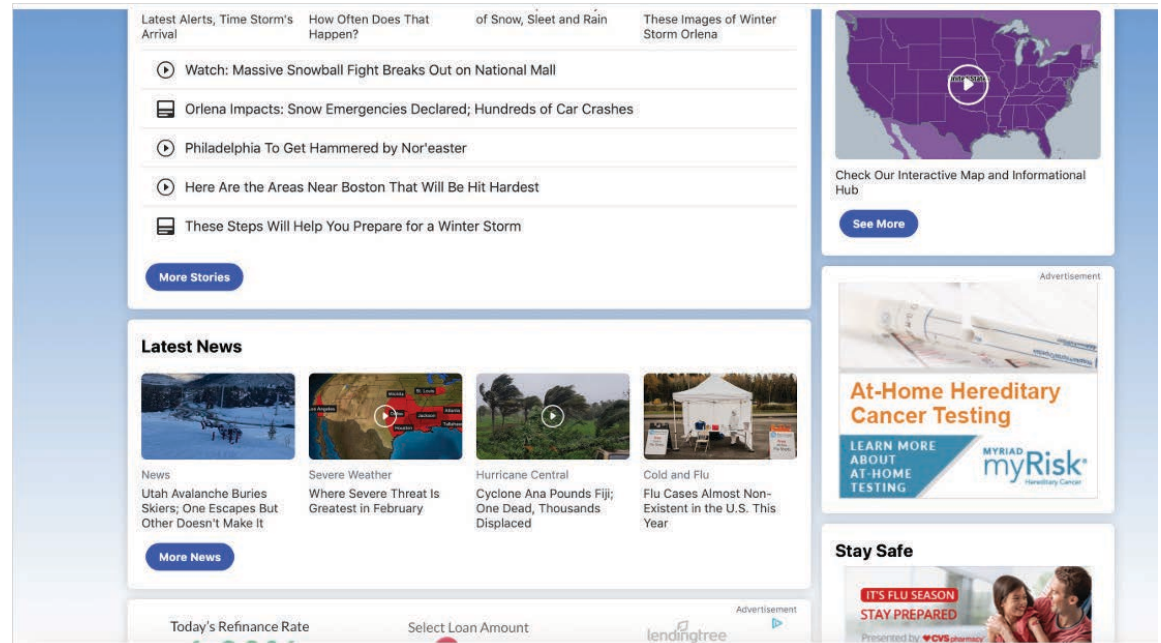 Latest Alerts, Time Storm's
Arrival
How Often Does That
Happen?
of Snow, Sleet and Rain
These Images of Winter
Storm Orlena
Watch: Massive Snowball Fight Breaks Out on National Mall
Orlena Impacts: Snow Emergencies Declared; Hundreds of Car Crashes
Philadelphia To Get Hammered by Nor'easter
Here Are the Areas Near Boston That Will Be Hit Hardest
These Steps Will Help You Prepare for a Winter Storm
More Stories
Latest News
News
Utah Avalanche Buries
Skiers; One Escapes But
Other Doesn't Make It
Severe Weather
Where Severe Threat Is
Greatest in February
Hurricane Central
Cyclone Ana Pounds Fiji;
One Dead, Thousands
Displaced
Cold and Flu
Flu Cases Almost Non-
Existent in the U.S. This
Year
More News
Advertisement
Today's Refinance Rate
Select Loan Amount
lendingtree
Check Our Interactive Map and Informational
Hub
See More
Advertisement
At-Home Hereditary
Cancer Testing
LEARN MORE
ABOUT
AT-HOME
TESTING
MYRIAD
myRisk
Hereditary Cancer
Stay Safe
IT'S FLU SEASON
STAY PREPARED
Presented by CVS pharmacy